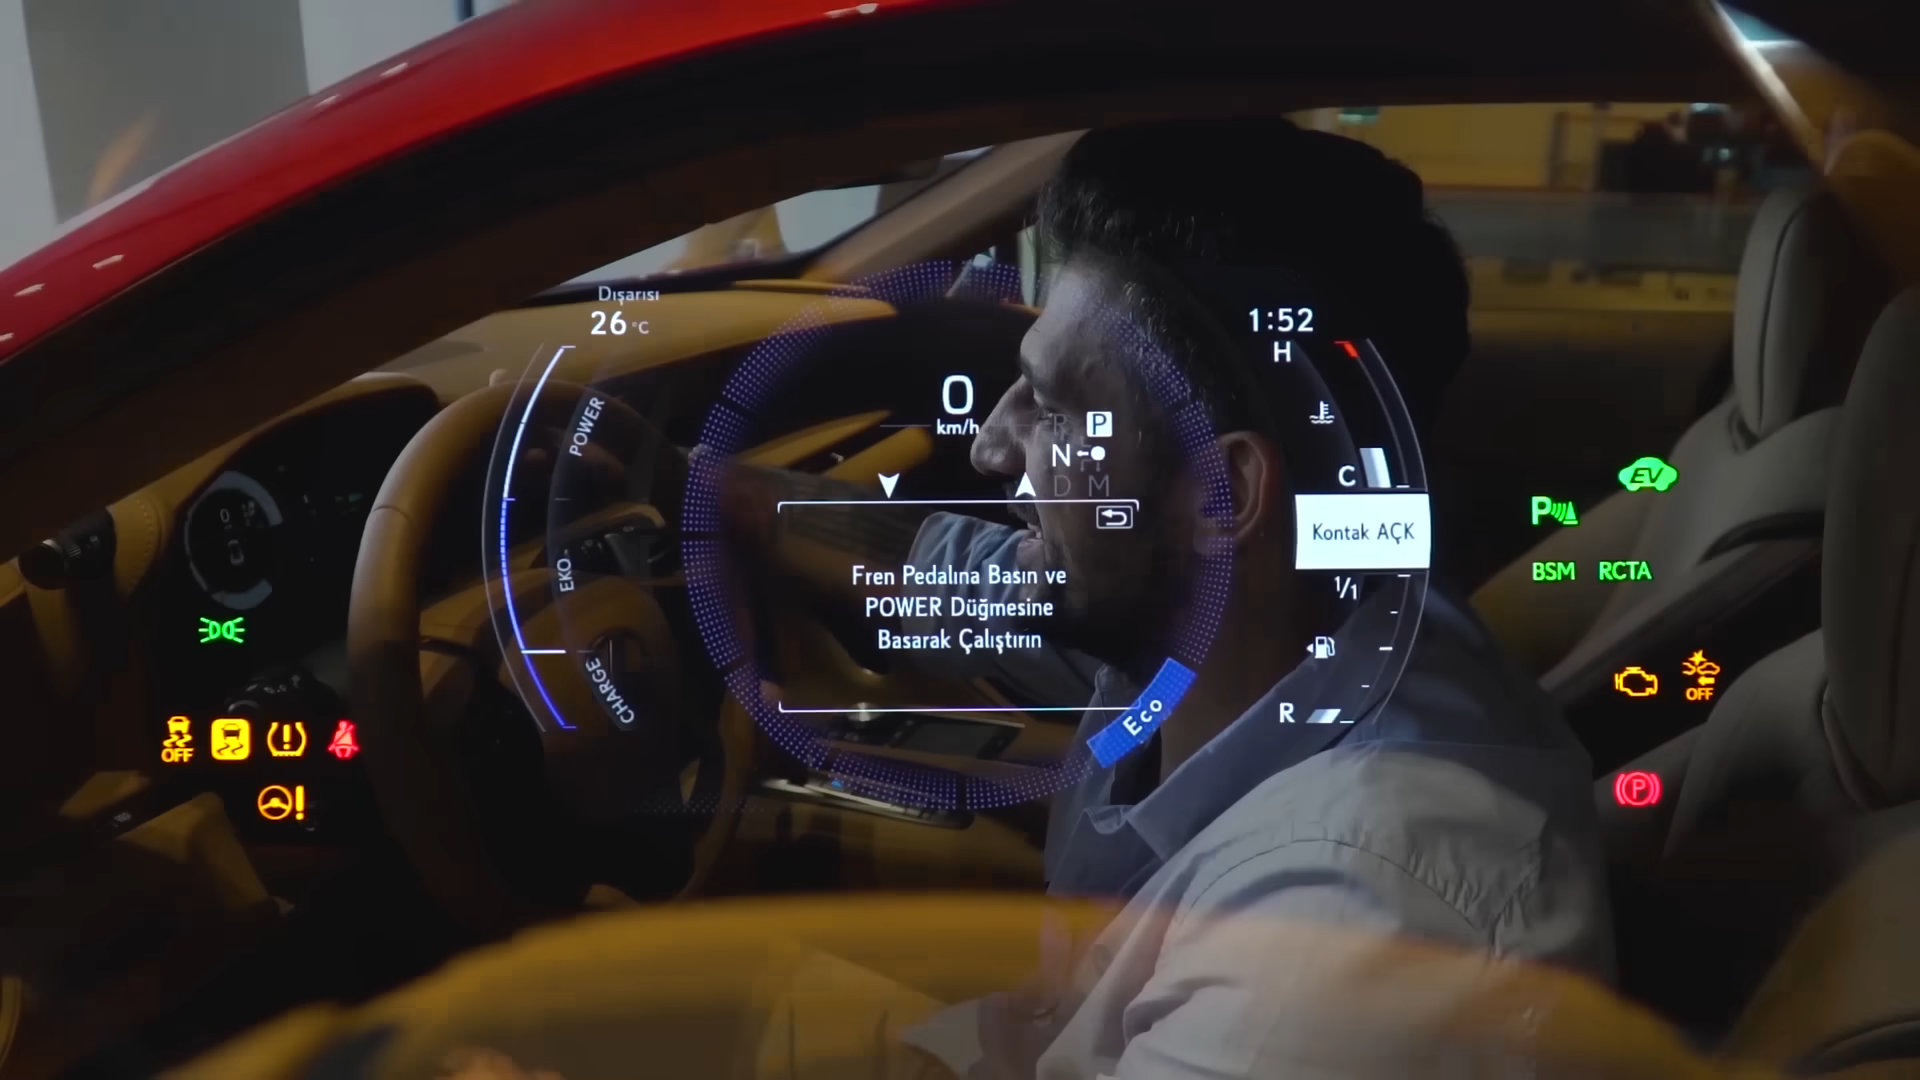 Dışarısı
26 °C
1:52
H
POWER
0
km/h
R P
N H
D M
C
EV
P
Kontak AÇK
BSM RCTA
EKO
Fren Pedalına Basın ve
POWER Düğmesine
Basarak Çalıştırın
1/1
CHARGE
Eco
R
OFF
OFF
P